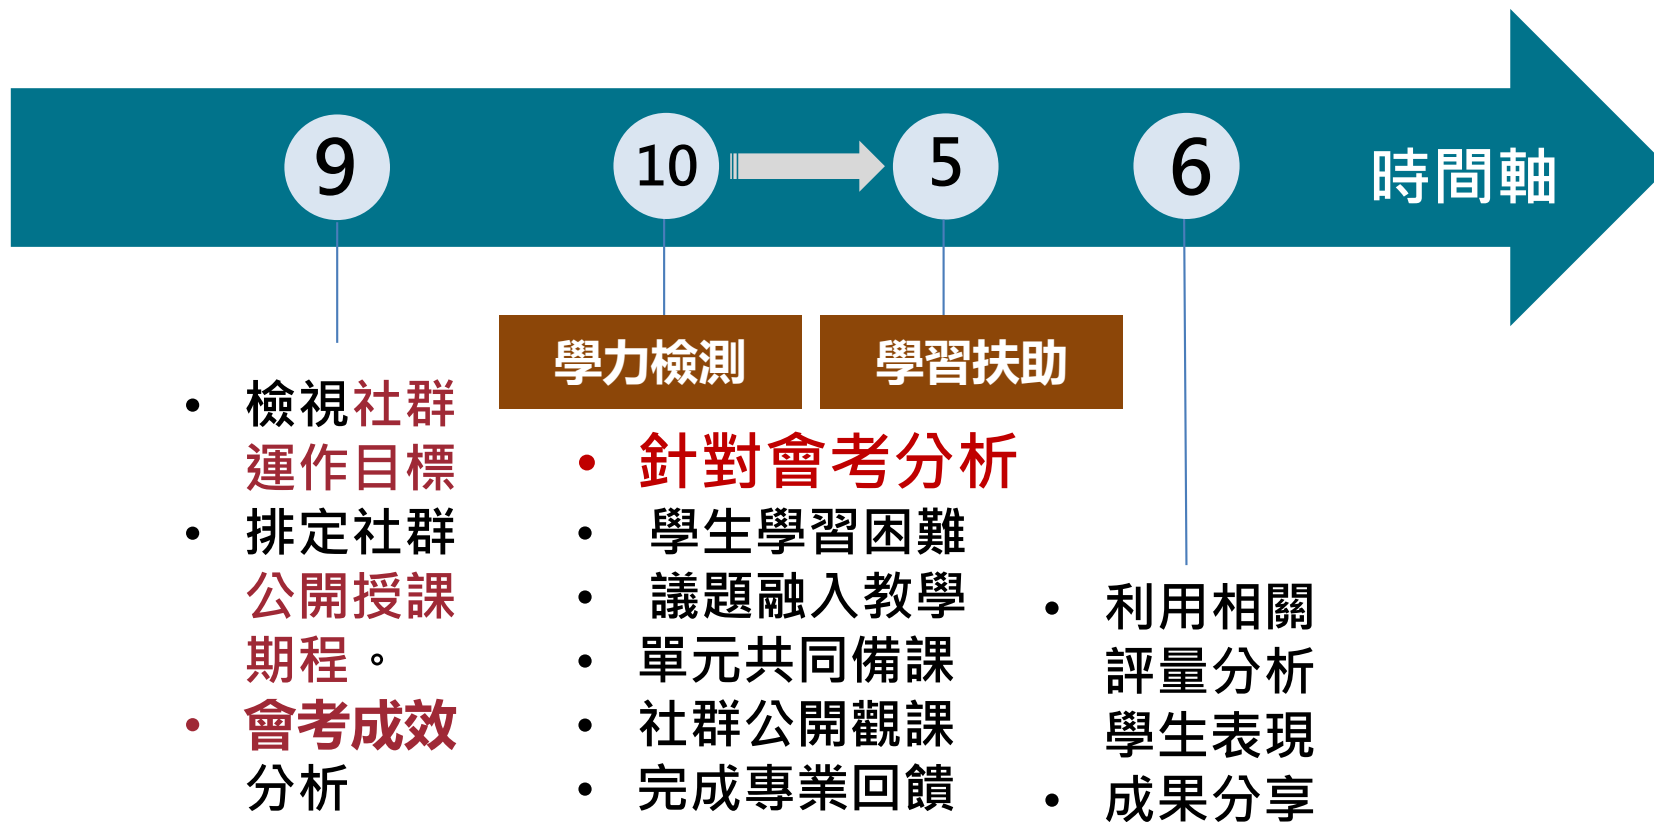 9
10
5
6
時間軸
學力檢測
學習扶助
• 檢視社群
運作目標
• 排定社群
公開授課
期程。
• 會考成效
分析
• 針對會考分析
• 學生學習困難
• 議題融入教學
• 單元共同備課
• 社群公開觀課
• 完成專業回饋
• 利用相關
評量分析
學生表現
• 成果分享